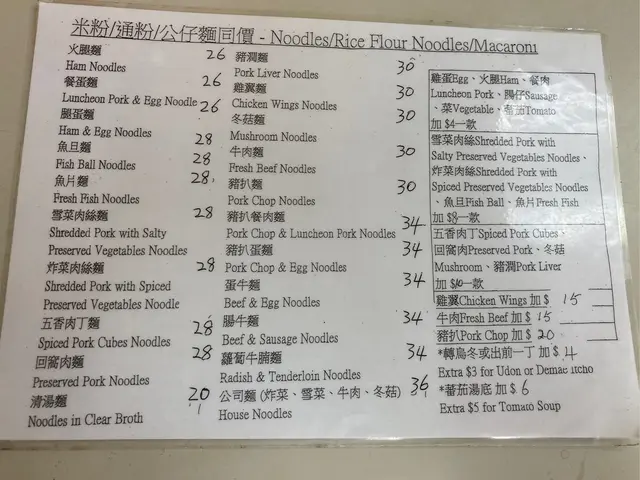 米粉/通粉/公仔麵同價 - Noodles/Rice Flour Noodles/Macaroni
火腿麵 26
Ham Noodles
餐蛋麵 26
Luncheon Pork & Egg Noodle 26
腿蛋麵
Ham & Egg Noodles 28
魚旦麵
Fish Ball Noodles 28
魚片麵 28
Fresh Fish Noodles
雪菜肉絲麵 28
Shredded Pork with Salty
Preserved Vegetables Noodles
炸菜肉絲麵 28
Shredded Pork with Spiced
Preserved Vegetables Noodle
五香肉丁麵 28
Spiced Pork Cubes Noodles
回窩肉麵 28
Preserved Pork Noodles
清湯麵 20
Noodles in Clear Broth
豬潤麵 30
Pork Liver Noodles
雞翼麵 30
Chicken Wings Noodles
冬菇麵 30
Mushroom Noodles
牛肉麵 30
Fresh Beef Noodles
豬扒麵 30
Pork Chop Noodles
豬扒餐肉麵 34
Pork Chop & Luncheon Pork Noodles
豬扒蛋麵 34
Pork Chop & Egg Noodles
蛋牛麵 34
Beef & Egg Noodles
腸牛麵 34
Beef & Sausage Noodles
蘿蔔牛腩麵 34
Radish & Tenderloin Noodles
公司麵 (炸菜、雪菜、牛肉、冬菇) 36
House Noodles
雞蛋Egg、火腿Ham、餐肉
Luncheon Pork、腸仔Sausage
、菜Vegetable、蕃茄Tomato
加 $4一款
雪菜肉絲Shredded Pork with
Salty Preserved Vegetables Noodles、
炸菜肉絲Shredded Pork with
Spiced Preserved Vegetables Noodles
、魚旦Fish Ball、魚片Fresh Fish
加 $8一款
五香肉丁Spiced Pork Cubes、
回窩肉Preserved Pork、冬菇
Mushroom、豬潤Pork Liver
加 $10一款
雞翼Chicken Wings 加 $ 15
牛肉Fresh Beef 加 $ 15
豬扒Pork Chop 加 $ 20
*轉烏冬或出前一丁 加 $ 4
Extra $3 for Udon or Demae Itcho
*蕃茄湯底 加 $ 6
Extra $5 for Tomato Soup